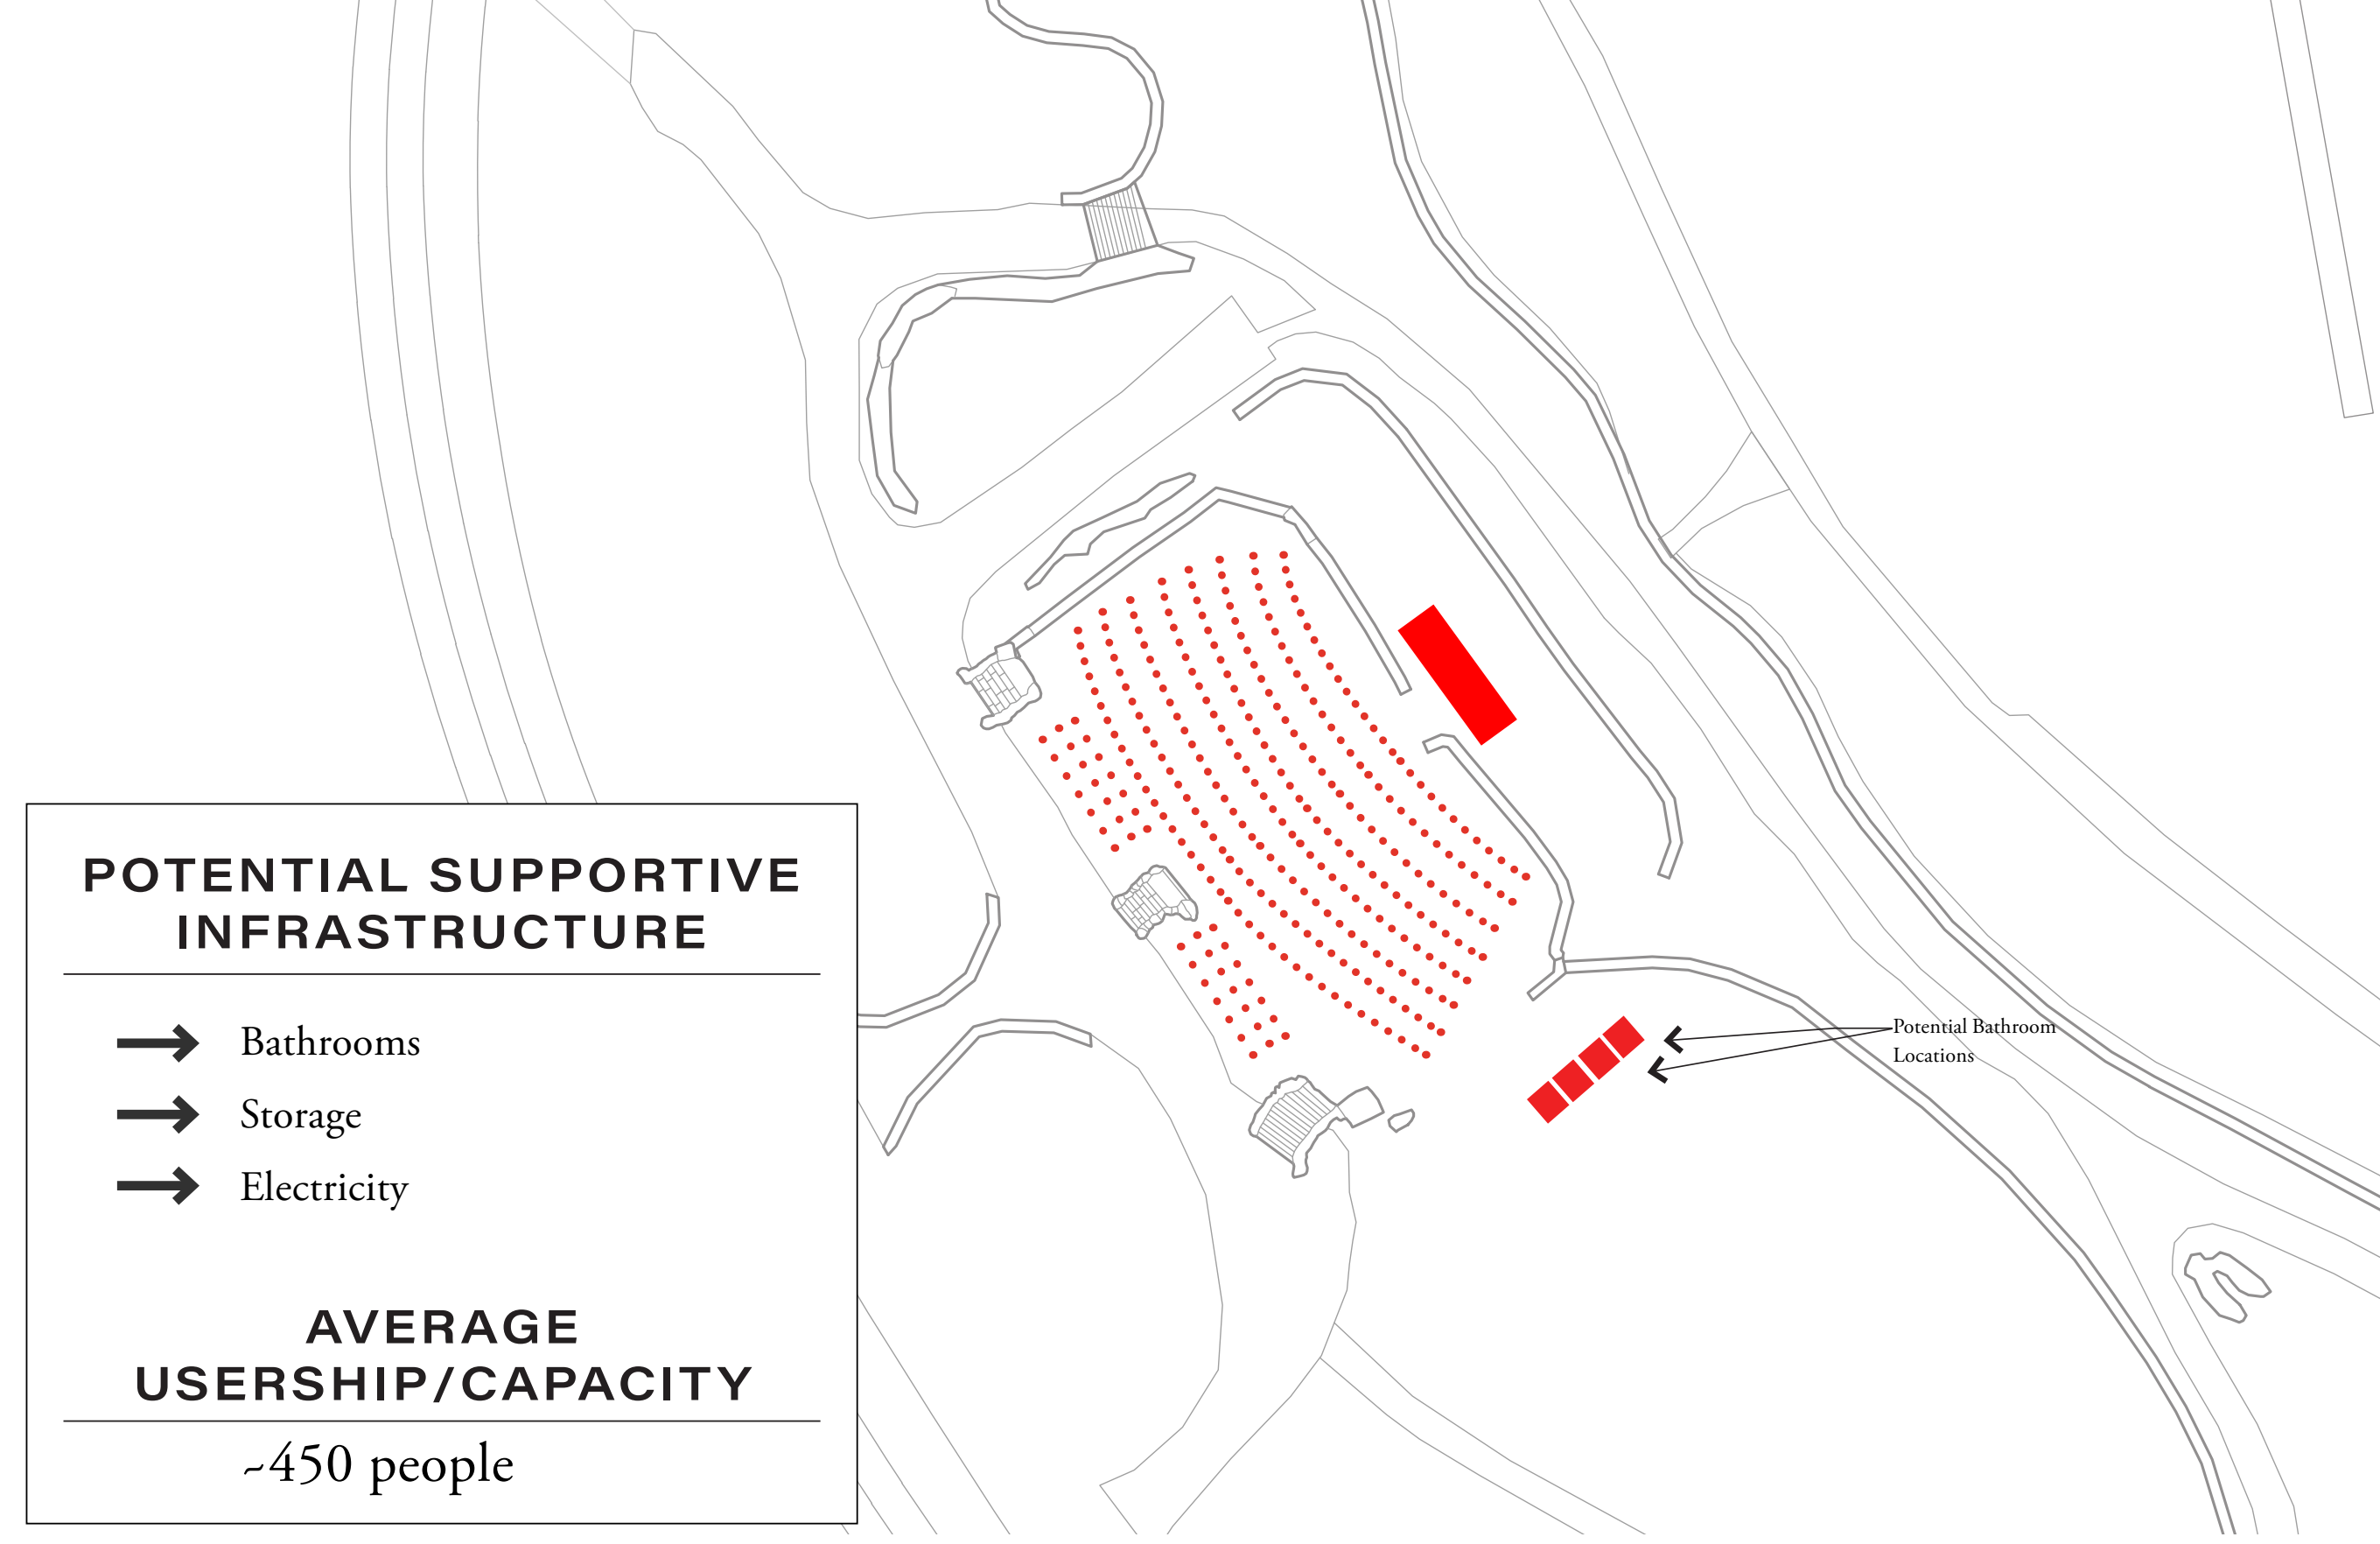 POTENTIAL SUPPORTIVE
INFRASTRUCTURE
Bathrooms
Storage
Electricity
AVERAGE
USERSHIP/CAPACITY
~450 people
Potential Bathroom
Locations